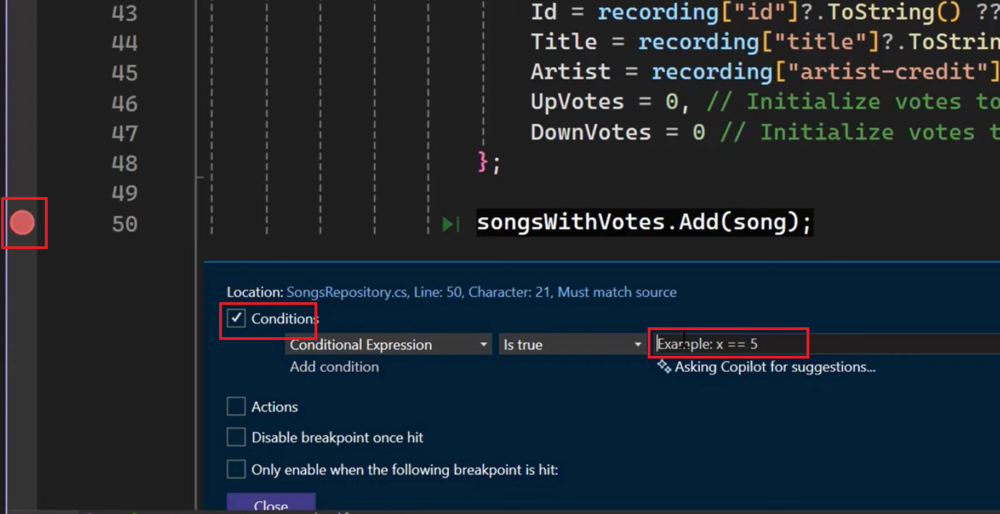 43 Id = recording["id"]?.ToString() ??
44 Title = recording["title"]?.ToStrin
45 Artist = recording["artist-credit"]
46 UpVotes = 0, // Initialize votes to
47 DownVotes = 0 // Initialize votes t
48 };
49
50 songsWithVotes.Add(song);
Location: SongsRepository.cs, Line: 50, Character: 21, Must match source
Conditions
Conditional Expression Is true Example: x == 5
Add condition Asking Copilot for suggestions...
Actions
Disable breakpoint once hit
Only enable when the following breakpoint is hit:
Close